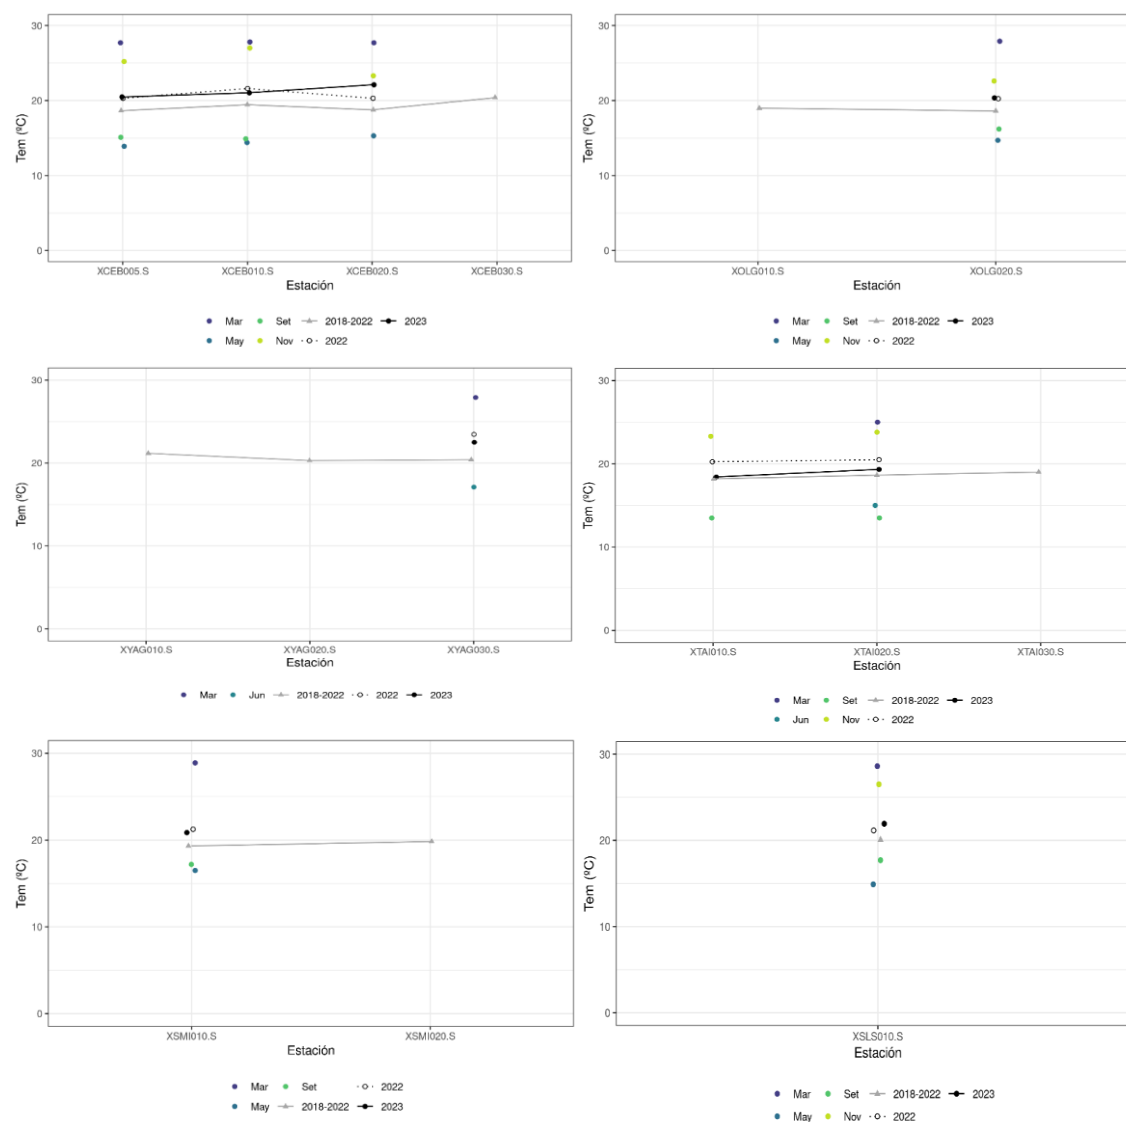 30
20
10
0
Tem (ºC)
XCEB005.S XCEB010.S XCEB020.S XCEB030.S
Estación
Mar Set 2018-2022 2023
May Nov 2022
30
20
10
0
Tem (ºC)
XOLG010.S XOLG020.S
Estación
Mar Set 2018-2022 2023
May Nov 2022
30
20
10
0
Tem (ºC)
XYAG010.S XYAG020.S XYAG030.S
Estación
Mar Jun 2018-2022 2022 2023
30
20
10
0
Tem (ºC)
XTAI010.S XTAI020.S XTAI030.S
Estación
Mar Set 2018-2022 2023
Jun Nov 2022
30
20
10
0
Tem (ºC)
XSMI010.S XSMI020.S
Estación
Mar Set 2022
May 2018-2022 2023
30
20
10
0
Tem (ºC)
XSLS010.S
Estación
Mar Set 2018-2022 2023
May Nov 2022